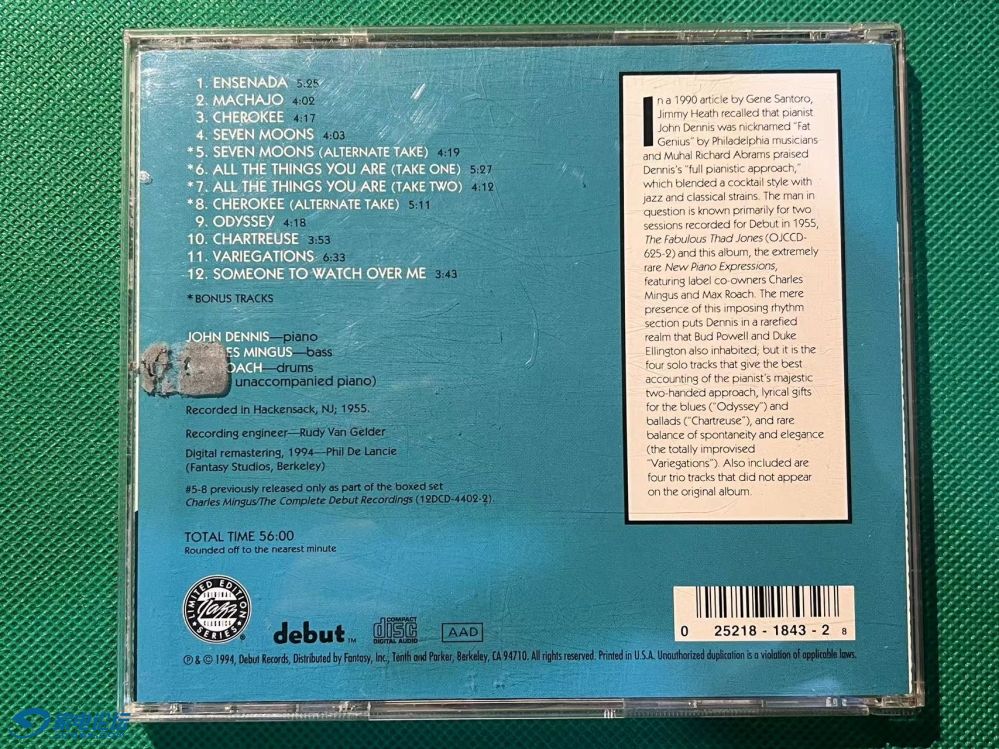 1. ENSENADA 5:25
2. MACHAJO 4:02
3. CHEROKEE 4:17
4. SEVEN MOONS 4:03
*5. SEVEN MOONS (ALTERNATE TAKE) 4:19
*6. ALL THE THINGS YOU ARE (TAKE ONE) 5:27
*7. ALL THE THINGS YOU ARE (TAKE TWO) 4:12
*8. CHEROKEE (ALTERNATE TAKE) 5:11
9. ODYSSEY 4:18
10. CHARTREUSE 3:53
11. VARIEGATIONS 6:33
12. SOMEONE TO WATCH OVER ME 3:43
*BONUS TRACKS
JOHN DENNIS—piano
ES MINGUS—bass
OACH—drums
unaccompanied piano)
Recorded in Hackensack, NJ; 1955.
Recording engineer—Rudy Van Gelder
Digital remastering, 1994—Phil De Lancie
(Fantasy Studios, Berkeley)
#5-8 previously released only as part of the boxed set
Charles Mingus/The Complete Debut Recordings (12DCD-4402-2).
TOTAL TIME 56:00
Rounded off to the nearest minute
In a 1990 article by Gene Santoro,
Jimmy Heath recalled that pianist
John Dennis was nicknamed "Fat
Genius" by Philadelphia musicians
and Muhal Richard Abrams praised
Dennis's "full pianistic approach,"
which blended a cocktail style with
jazz and classical strains. The man in
question is known primarily for two
sessions recorded for Debut in 1955,
The Fabulous Thad Jones (OJCCD-
625-2) and this album, the extremely
rare New Piano Expressions,
featuring label co-owners Charles
Mingus and Max Roach. The mere
presence of this imposing rhythm
section puts Dennis in a rarefied
realm that Bud Powell and Duke
Ellington also inhabited; but it is the
four solo tracks that give the best
accounting of the pianist's majestic
two-handed approach, lyrical gifts
for the blues ("Odyssey") and
ballads ("Chartreuse"), and rare
balance of spontaneity and elegance
(the totally improvised
"Variegations"). Also included are
four trio tracks that did not appear
on the original album.
LIMITED EDITION
ORIGINAL
Jazz
CLASSICS
SERIES
®
debut™
COMPACT
disc
DIGITAL AUDIO
AAD
0 25218-1843-2 8
℗ & © 1994, Debut Records, Distributed by Fantasy, Inc., Tenth and Parker, Berkeley, CA 94710. All rights reserved. Printed in U.S.A. Unauthorized duplication is a violation of applicable laws.